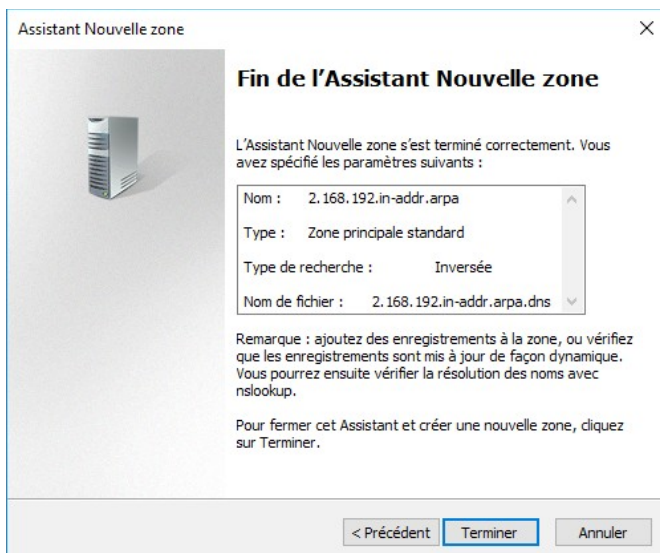 Assistant Nouvelle zone
Fin de l'Assistant Nouvelle zone
L'Assistant Nouvelle zone s'est terminé correctement. Vous
avez spécifié les paramètres suivants :
Nom : 2.168.192.in-addr.arpa
Type : Zone principale standard
Type de recherche : Inversée
Nom de fichier : 2.168.192.in-addr.arpa.dns
Remarque : ajoutez des enregistrements à la zone, ou vérifiez
que les enregistrements sont mis à jour de façon dynamique.
Vous pourrez ensuite vérifier la résolution des noms avec
nslookup.
Pour fermer cet Assistant et créer une nouvelle zone, cliquez
sur Terminer.
< Précédent Terminer Annuler